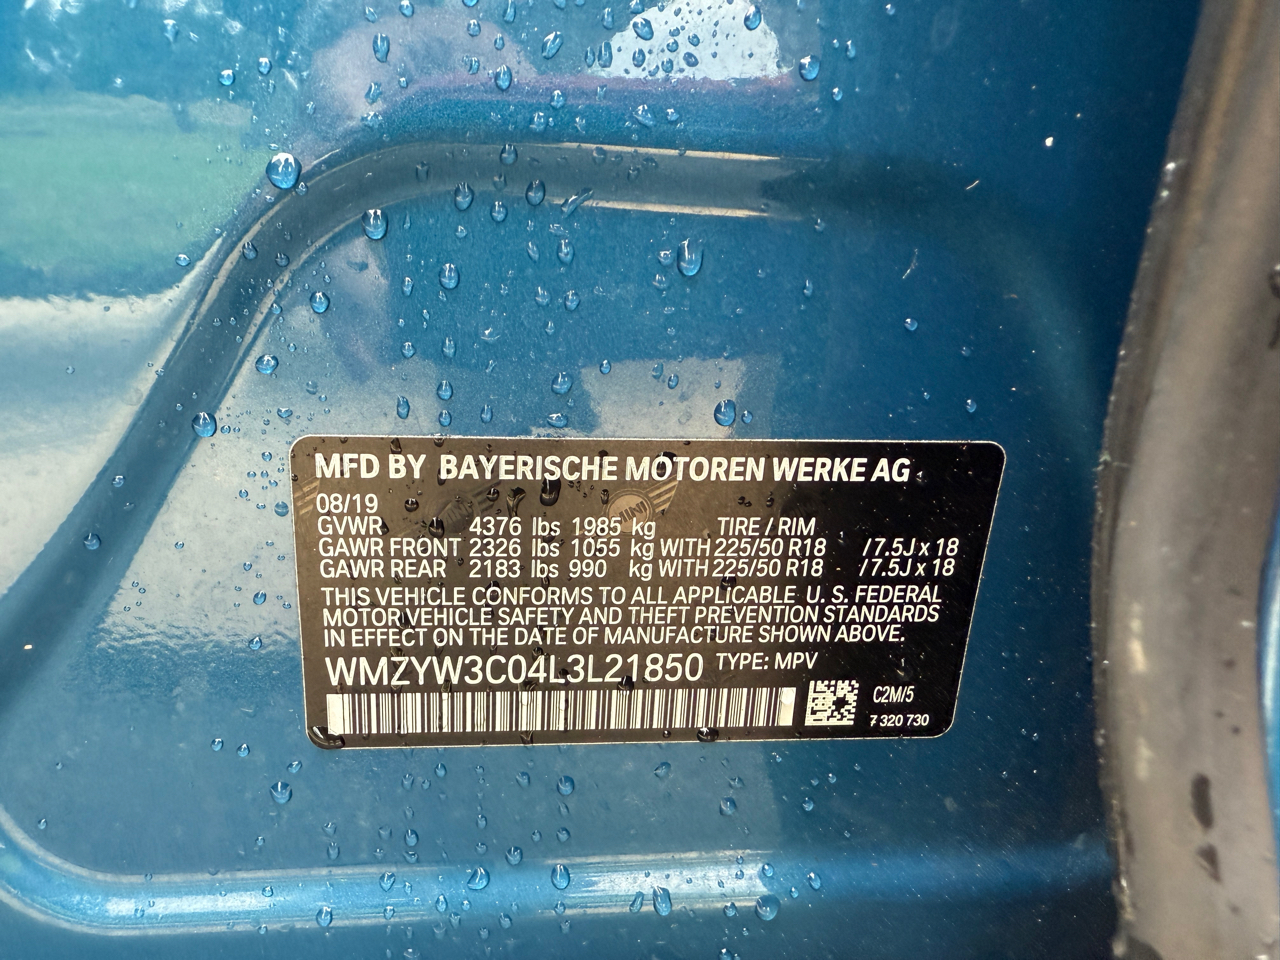 MFD BY BAYERISCHE MOTOREN WERKE AG
08/19
GVWR 4376 lbs 1985 kg TIRE / RIM
GAWR FRONT 2326 lbs 1055 kg WITH 225/50 R18 / 7.5J x 18
GAWR REAR 2183 lbs 990 kg WITH 225/50 R18 - / 7.5J x 18
THIS VEHICLE CONFORMS TO ALL APPLICABLE U. S. FEDERAL
MOTOR VEHICLE SAFETY AND THEFT PREVENTION STANDARDS
IN EFFECT ON THE DATE OF MANUFACTURE SHOWN ABOVE.
WMZYW3C04L3L21850 TYPE: MPV
C2M/5
7 320 730